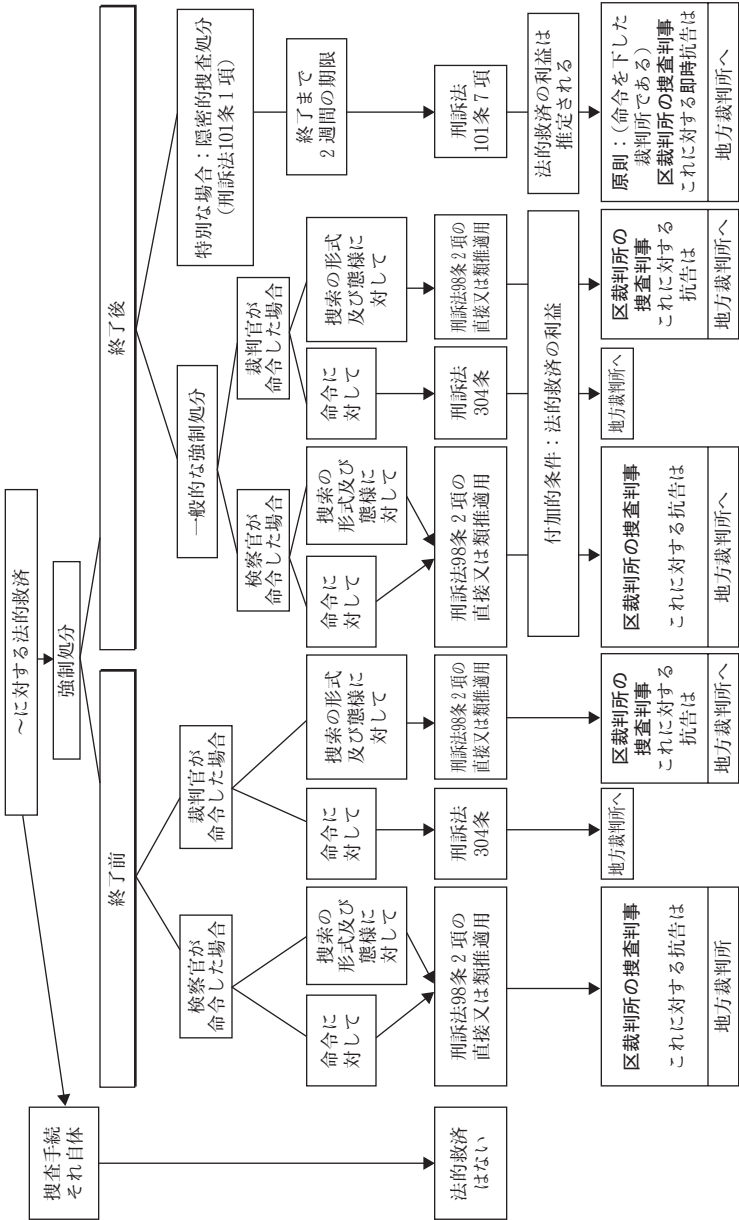 ～に対する法的救済
捜査手続
それ自体
強制処分
終了前
終了後
検察官が
命令した場合
裁判官が
命令した場合
一般的な強制処分
特別な場合：隠密的捜査処分
（刑訴法101条１項）
検察官が
命令した場合
裁判官が
命令した場合
終了まで
２週間の期限
命令に
対して
捜索の
形式及び
態様に
対して
命令に
対して
捜索の形式
及び態様に
対して
命令に
対して
捜索の
形式及び
態様に
対して
命令に
対して
捜索の形式
及び態様に
対して
法的救済
はない
刑訴法98条２項の
直接又は類推適用
刑訴法
304条
刑訴法98条２項の
直接又は類推適用
刑訴法98条２項の
直接又は類推適用
刑訴法
304条
刑訴法98条２項の
直接又は類推適用
刑訴法
101条７項
付加的条件：法的救済の利益
法的救済の利益は
推定される
区裁判所の捜査判事
これに対する抗告は
地方裁判所
地方裁判所へ
区裁判所の
捜査判事
これに対する
抗告は
地方裁判所へ
区裁判所の捜査判事
これに対する抗告は
地方裁判所へ
地方裁判所へ
区裁判所の
捜査判事
これに対する
抗告は
地方裁判所へ
原則：（命令を下した
裁判所である）
区裁判所の捜査判事
これに対する即時抗告は
地方裁判所へ